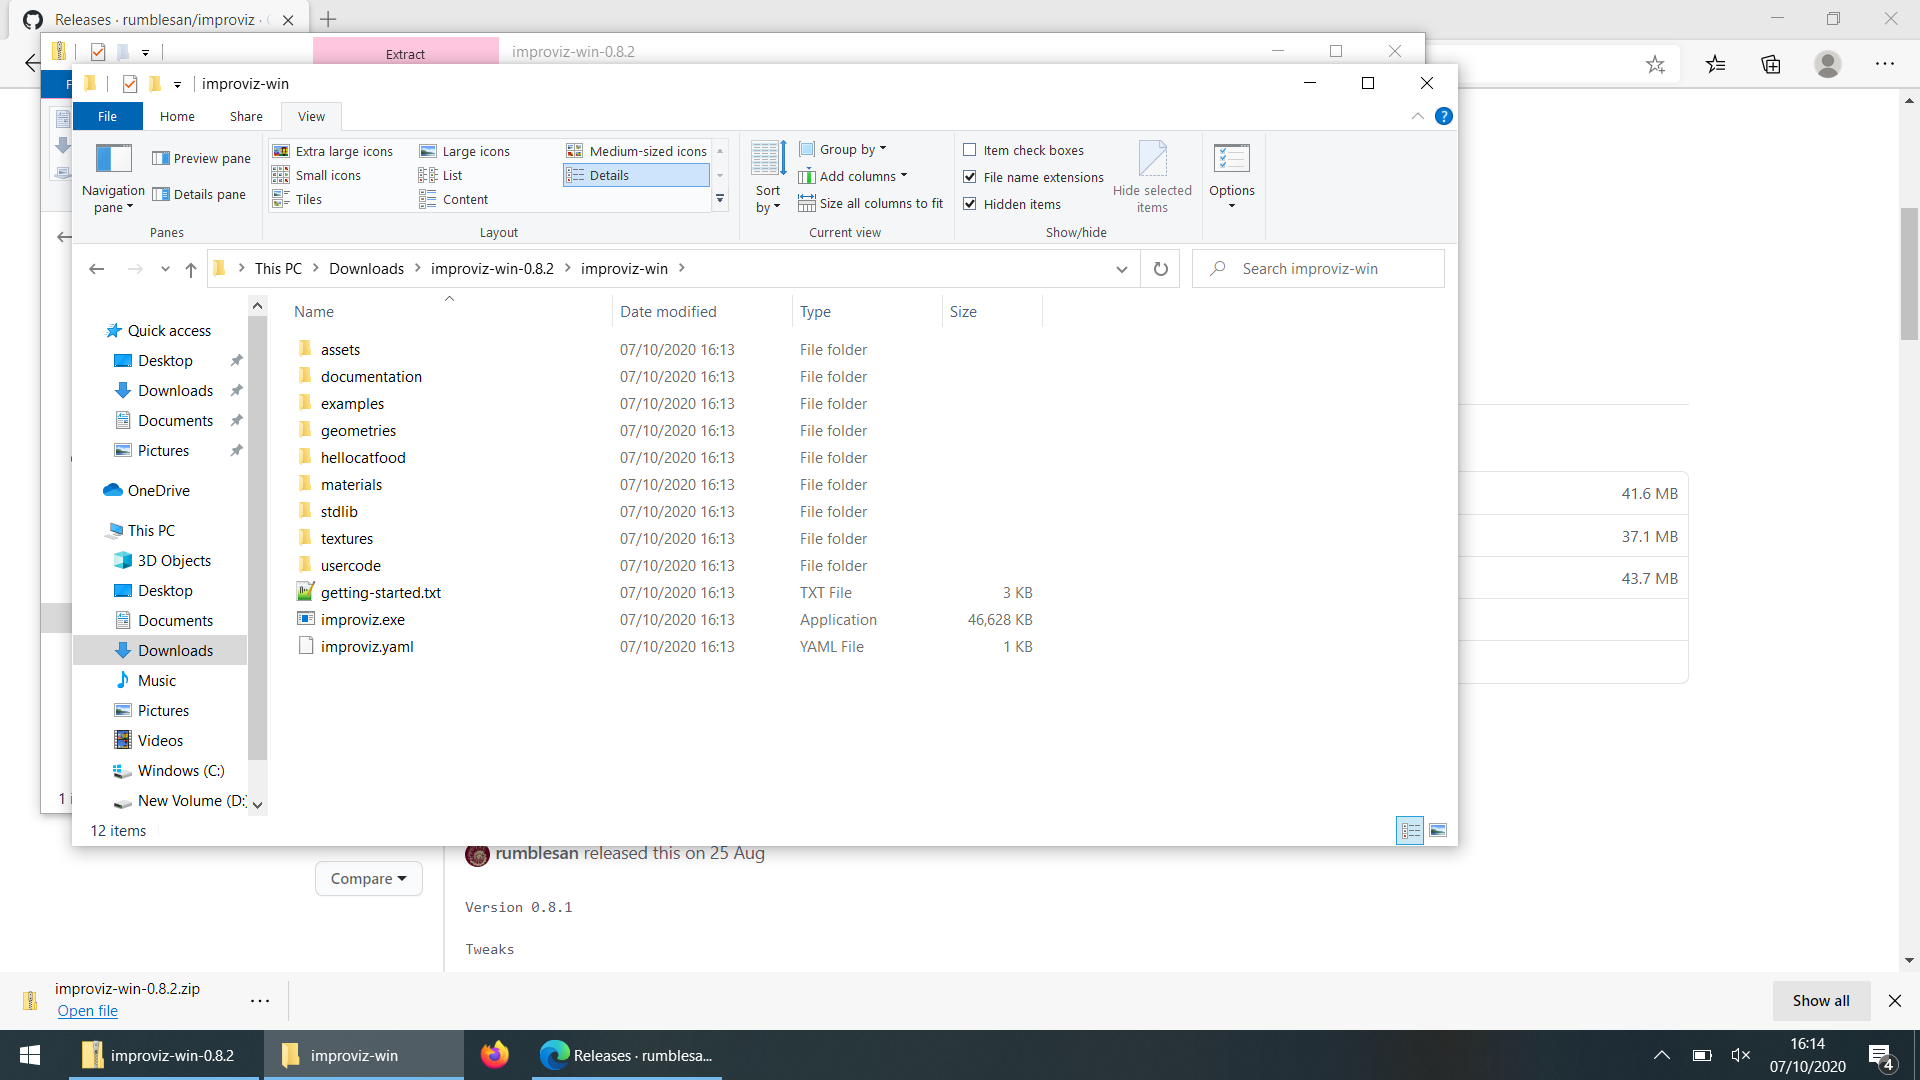 Releases · rumblesan/improviz ·
Extract
improviz-win-0.8.2
improviz-win
File
Home
Share
View
Navigation pane
Preview pane
Details pane
Panes
Extra large icons
Large icons
Medium-sized icons
Small icons
List
Details
Tiles
Content
Layout
Sort by
Group by
Add columns
Size all columns to fit
Current view
Item check boxes
File name extensions
Hidden items
Hide selected items
Show/hide
Options
This PC
Downloads
improviz-win-0.8.2
improviz-win
Search improviz-win
Name
Date modified
Type
Size
Quick access
Desktop
Downloads
Documents
Pictures
OneDrive
This PC
3D Objects
Desktop
Documents
Downloads
Music
Pictures
Videos
Windows (C:)
New Volume (D:)
assets 07/10/2020 16:13 File folder
documentation 07/10/2020 16:13 File folder
examples 07/10/2020 16:13 File folder
geometries 07/10/2020 16:13 File folder
hellocatfood 07/10/2020 16:13 File folder
materials 07/10/2020 16:13 File folder
stdlib 07/10/2020 16:13 File folder
textures 07/10/2020 16:13 File folder
usercode 07/10/2020 16:13 File folder
getting-started.txt 07/10/2020 16:13 TXT File 3 KB
improviz.exe 07/10/2020 16:13 Application 46,628 KB
improviz.yaml 07/10/2020 16:13 YAML File 1 KB
12 items
41.6 MB
37.1 MB
43.7 MB
rumblesan released this on 25 Aug
Compare
Version 0.8.1
Tweaks
improviz-win-0.8.2.zip
Open file
Show all
improviz-win-0.8.2
improviz-win
Releases · rumblesa...
16:14
07/10/2020
4